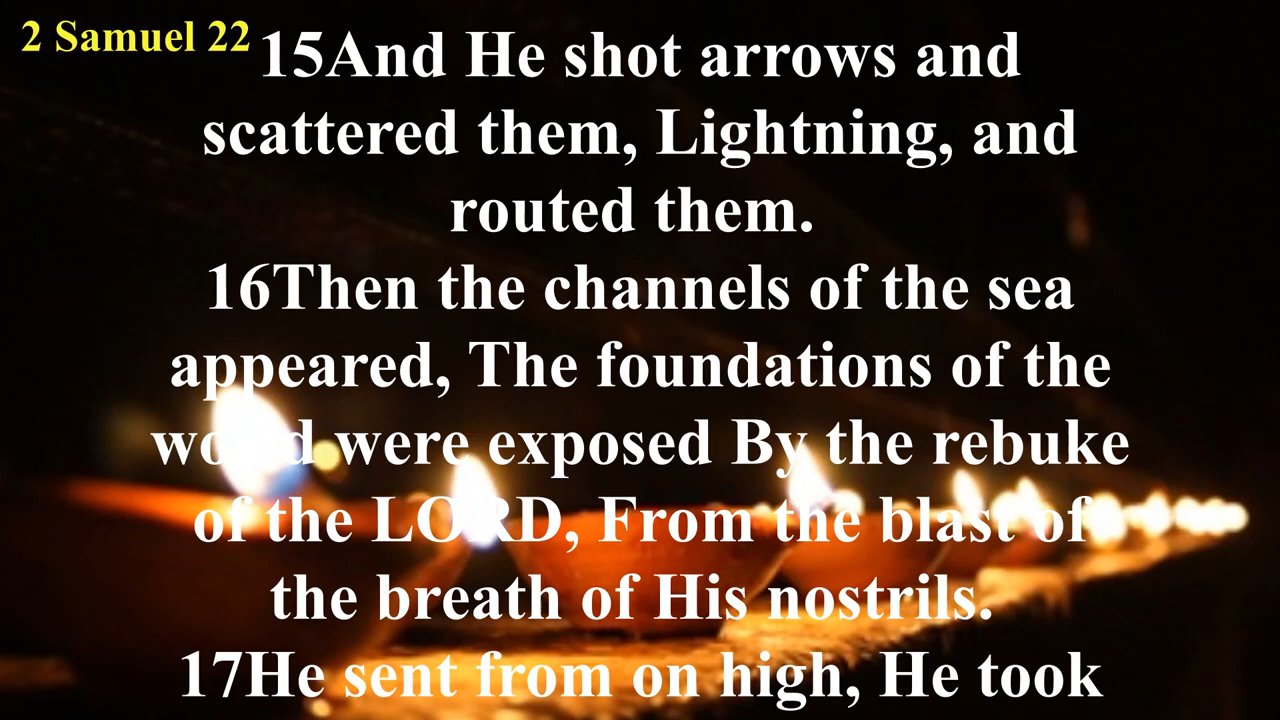 2 Samuel 22
15And He shot arrows and
scattered them, Lightning, and
routed them.
16Then the channels of the sea
appeared, The foundations of the
world were exposed By the rebuke
of the LORD, From the blast of
the breath of His nostrils.
17He sent from on high, He took